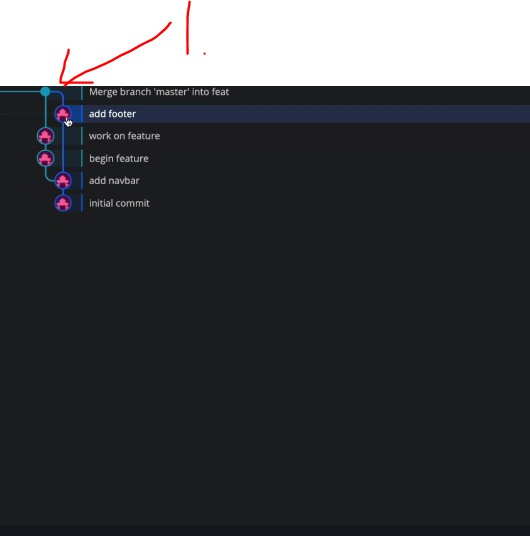 1.
Merge branch 'master' into feat
add footer
work on feature
begin feature
add navbar
initial commit